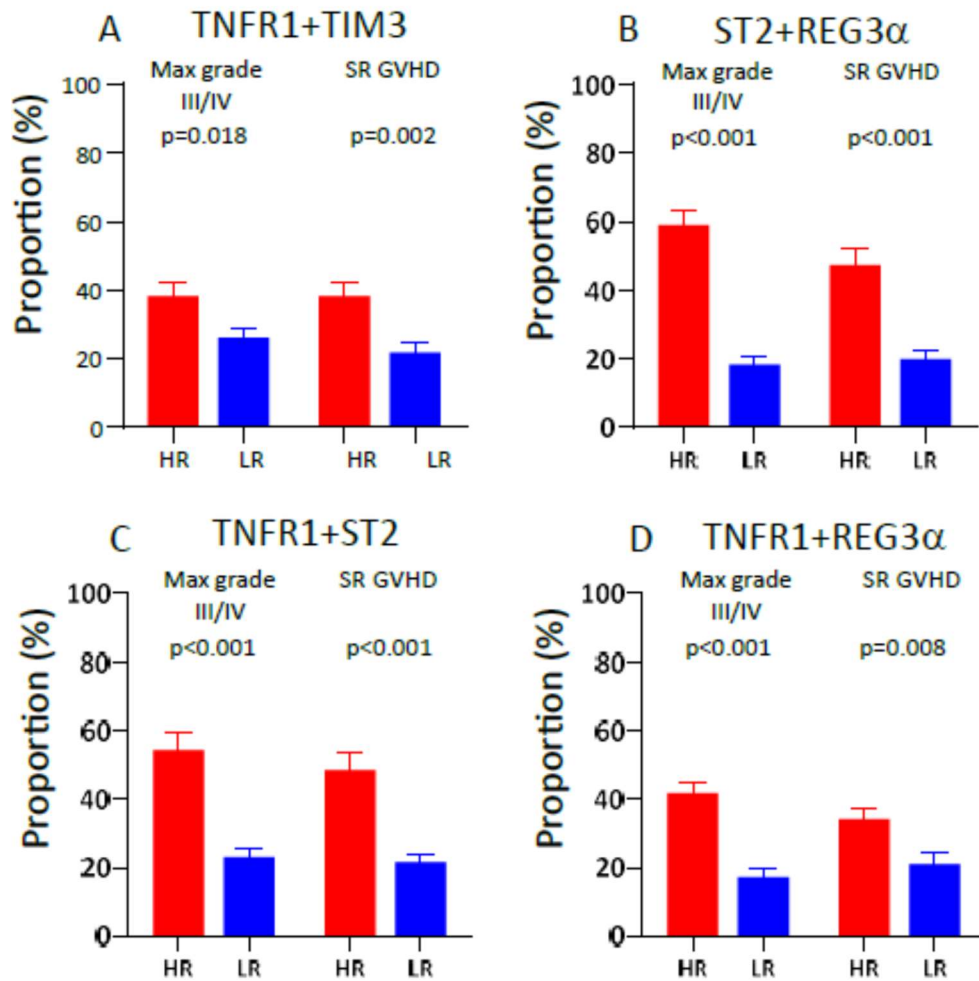 A TNFR1+TIM3
Max grade
III/IV
p=0.018
SR GVHD
p=0.002
Proportion (%)
100
80
60
40
20
0
HR LR HR LR
B ST2+REG3α
Max grade
III/IV
p<0.001
SR GVHD
p<0.001
Proportion (%)
100
80
60
40
20
0
HR LR HR LR
C TNFR1+ST2
Max grade
III/IV
p<0.001
SR GVHD
p<0.001
Proportion (%)
100
80
60
40
20
0
HR LR HR LR
D TNFR1+REG3α
Max grade
III/IV
p<0.001
SR GVHD
p=0.008
Proportion (%)
100
80
60
40
20
0
HR LR HR LR